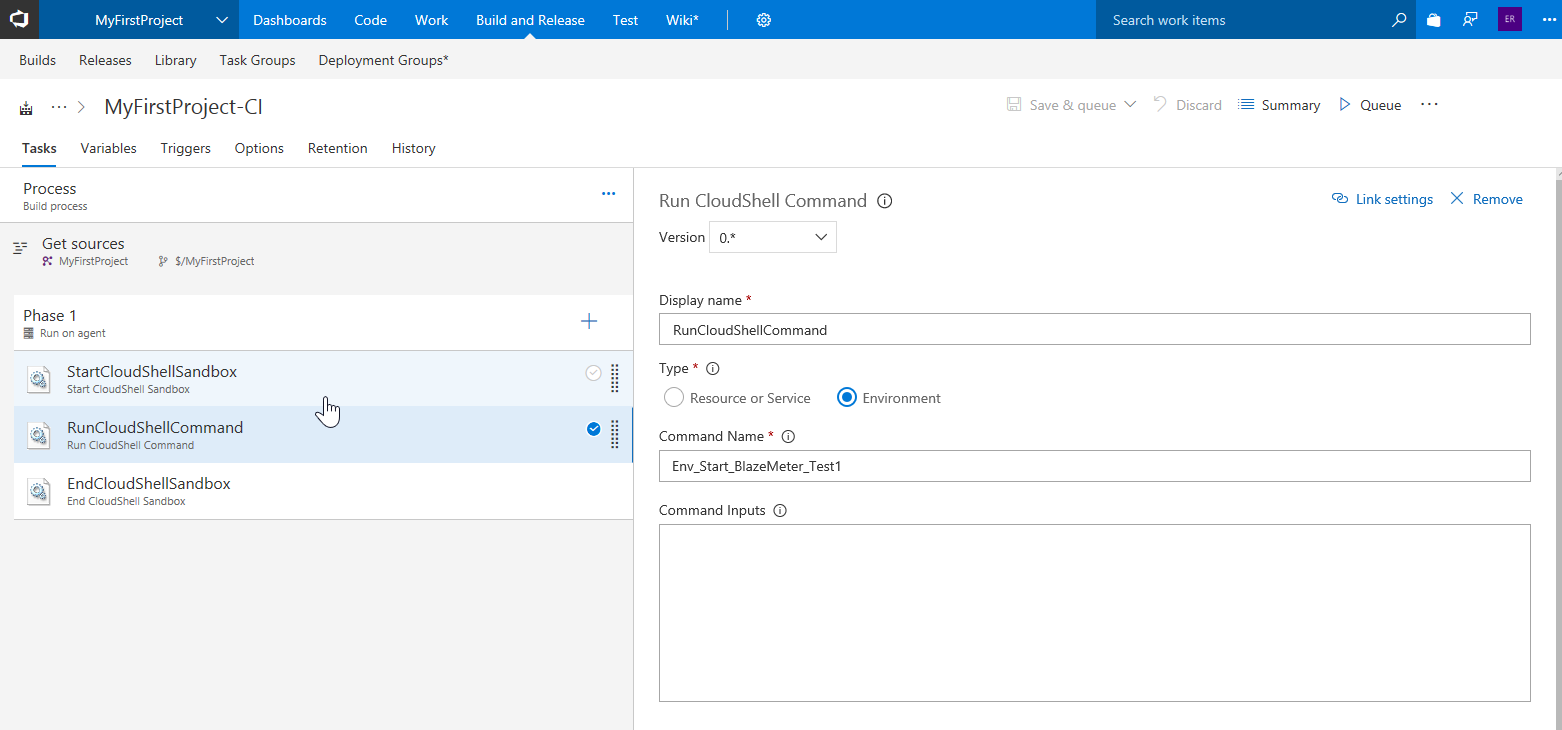 MyFirstProject Dashboards Code Work Build and Release Test Wiki* Search work items ER
Builds Releases Library Task Groups Deployment Groups*
MyFirstProject-CI Save & queue Discard Summary Queue
Tasks Variables Triggers Options Retention History
Process
Build process
Get sources
MyFirstProject $/MyFirstProject
Phase 1
Run on agent
StartCloudShellSandbox
Start CloudShell Sandbox
RunCloudShellCommand
Run CloudShell Command
EndCloudShellSandbox
End CloudShell Sandbox
Run CloudShell Command Link settings Remove
Version 0.*
Display name *
RunCloudShellCommand
Type *
Resource or Service Environment
Command Name *
Env_Start_BlazeMeter_Test1
Command Inputs